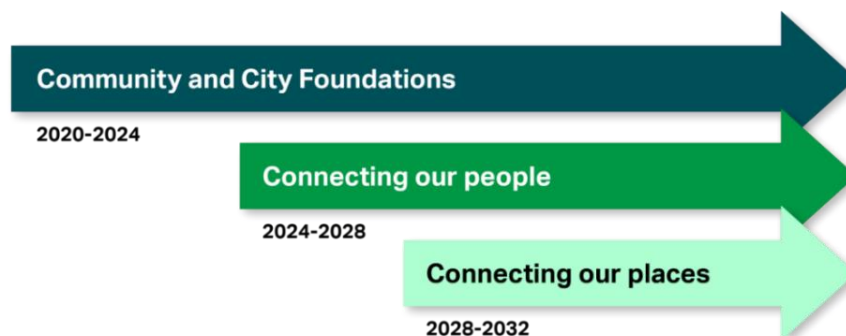 Community and City Foundations
2020-2024
Connecting our people
2024-2028
Connecting our places
2028-2032